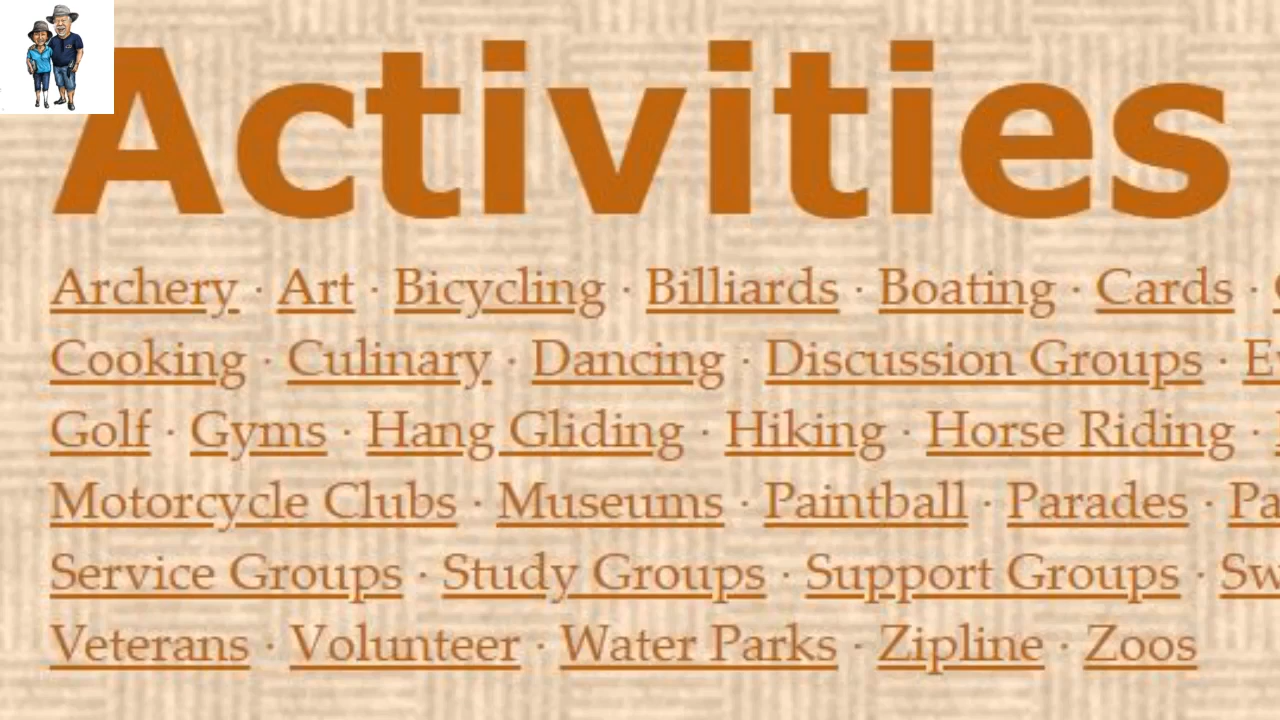 Activities
Archery · Art · Bicycling · Billiards · Boating · Cards ·
Cooking · Culinary · Dancing · Discussion Groups ·
Golf · Gyms · Hang Gliding · Hiking · Horse Riding ·
Motorcycle Clubs · Museums · Paintball · Parades ·
Service Groups · Study Groups · Support Groups ·
Veterans · Volunteer · Water Parks · Zipline · Zoos